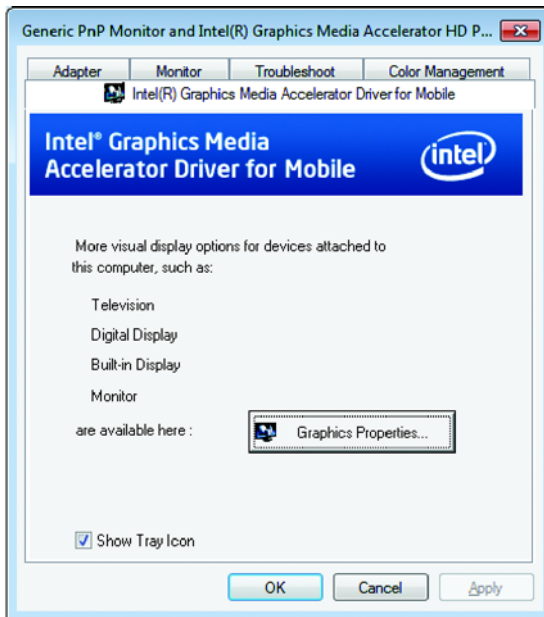 Generic PnP Monitor and Intel(R) Graphics Media Accelerator HD P...
Adapter Monitor Troubleshoot Color Management
Intel(R) Graphics Media Accelerator Driver for Mobile
Intel® Graphics Media
Accelerator Driver for Mobile
intel
More visual display options for devices attached to
this computer, such as:
Television
Digital Display
Built-in Display
Monitor
are available here : Graphics Properties...
Show Tray Icon
OK Cancel Apply